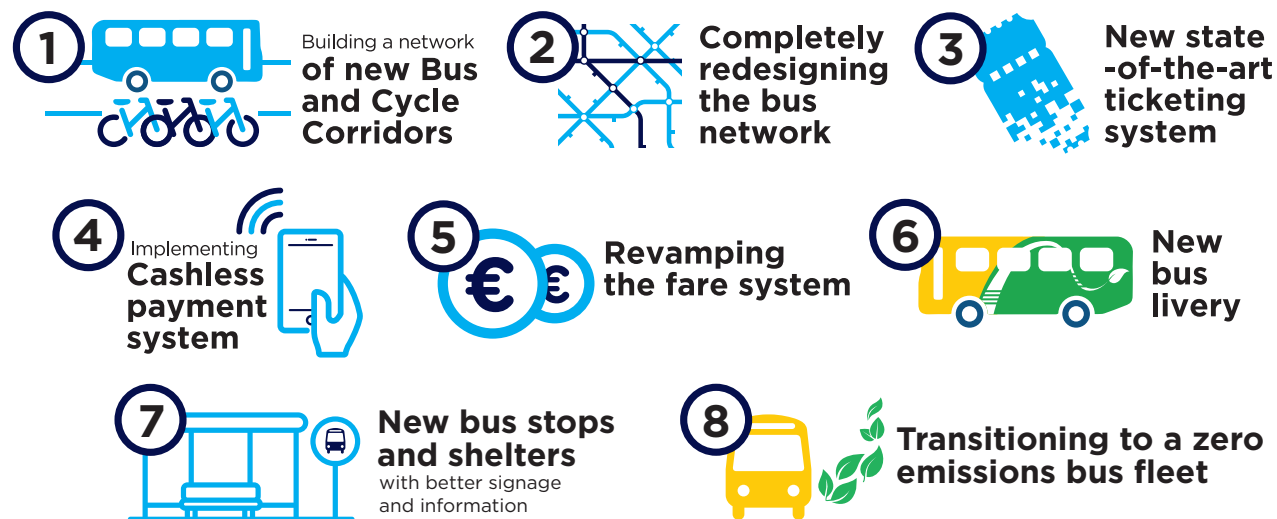 1
Building a network
of new Bus
and Cycle
Corridors
2
Completely
redesigning
the bus
network
3
New state
-of-the-art
ticketing
system
4
Implementing
Cashless
payment
system
5
€
€
Revamping
the fare system
6
New
bus
livery
7
New bus stops
and shelters
with better signage
and information
8
Transitioning to a zero
emissions bus fleet